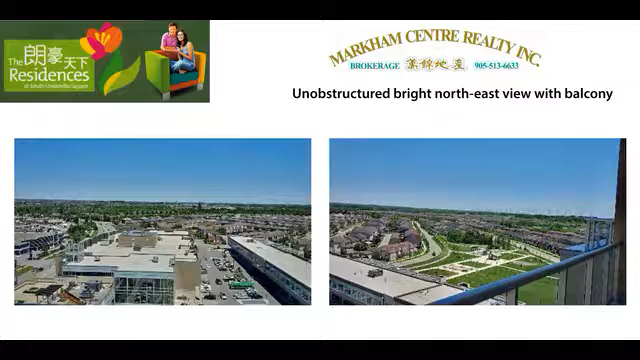 朗豪天下
The Residences
at South Unionville Square
MARKHAM CENTRE REALTY INC.
BROKERAGE 業錦地產 905-513-6633
Unobstructured bright north-east view with balcony